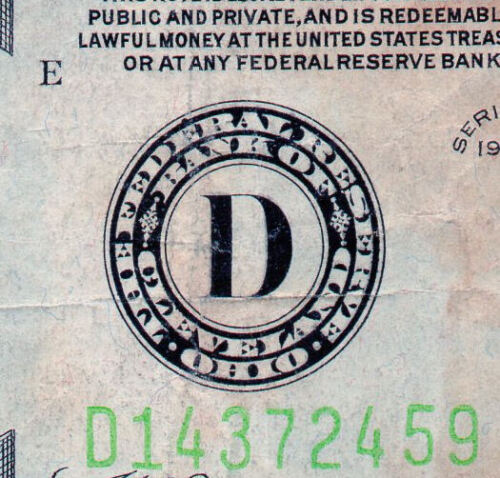 PUBLIC AND PRIVATE, AND IS REDEEMABL
LAWFUL MONEY AT THE UNITED STATES TREAS
OR AT ANY FEDERAL RESERVE BANK
E
SERI
19
THE FEDERAL RESERVE
BANK OF
D
CLEVELAND
OHIO
D14372459